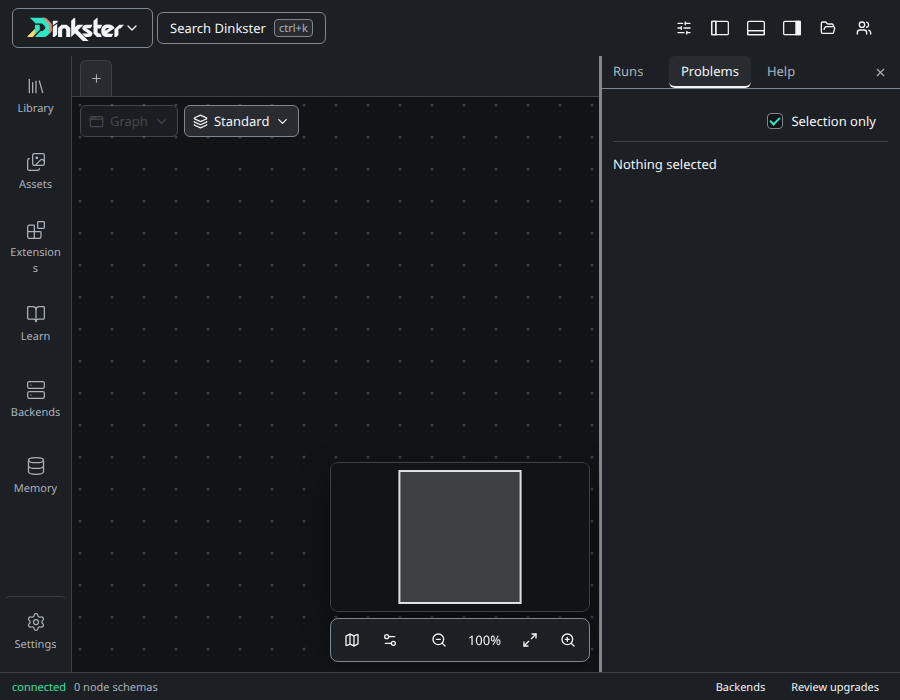 Dinkster
Search Dinkster ctrl+k
Runs Problems Help
Library
Graph Standard
Selection only
Nothing selected
Assets
Extension
s
Learn
Backends
Memory
Settings
100%
connected 0 node schemas Backends Review upgrades